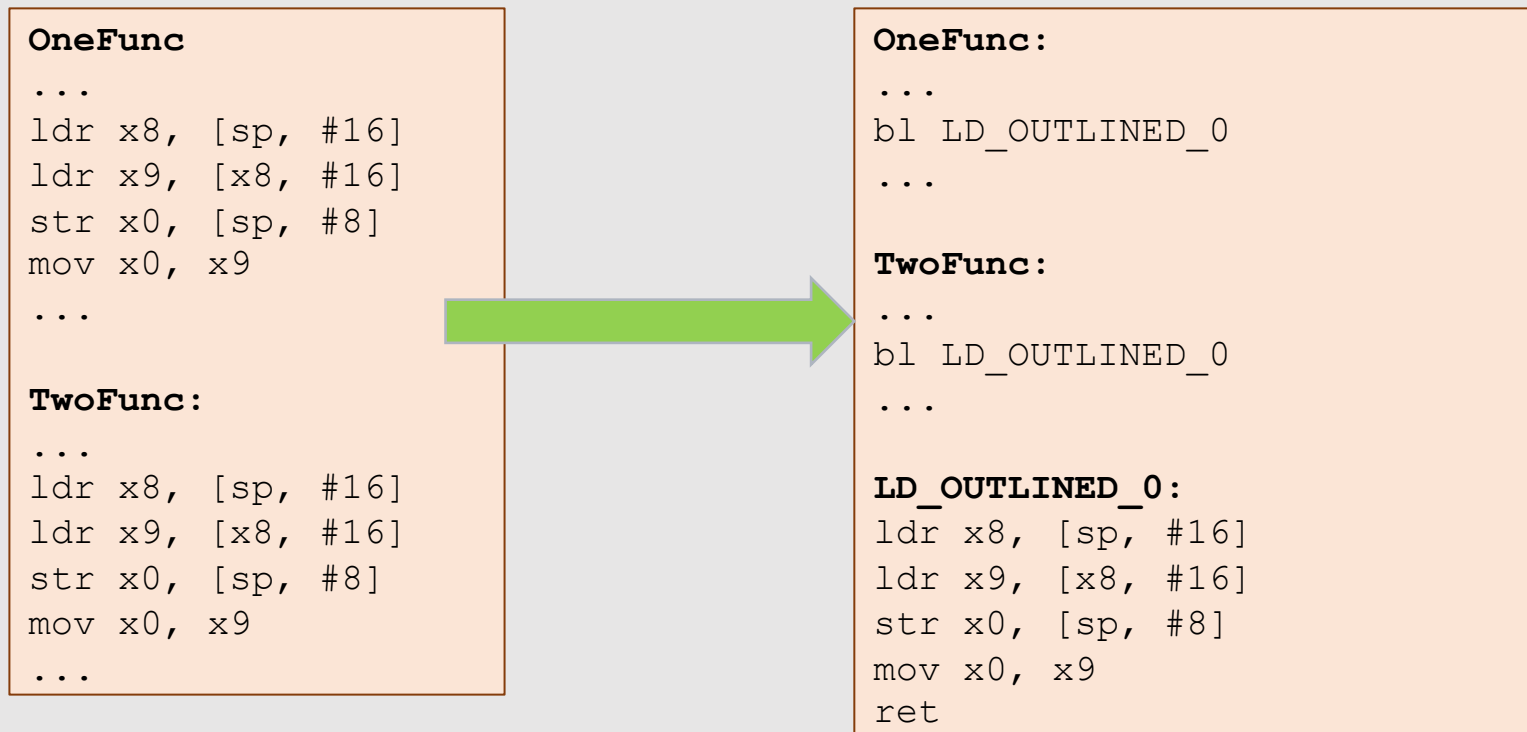 OneFunc
...
ldr x8, [sp, #16]
ldr x9, [x8, #16]
str x0, [sp, #8]
mov x0, x9
...
TwoFunc:
...
ldr x8, [sp, #16]
ldr x9, [x8, #16]
str x0, [sp, #8]
mov x0, x9
...
OneFunc:
...
bl LD_OUTLINED_0
...
TwoFunc:
...
bl LD_OUTLINED_0
...
LD_OUTLINED_0:
ldr x8, [sp, #16]
ldr x9, [x8, #16]
str x0, [sp, #8]
mov x0, x9
ret